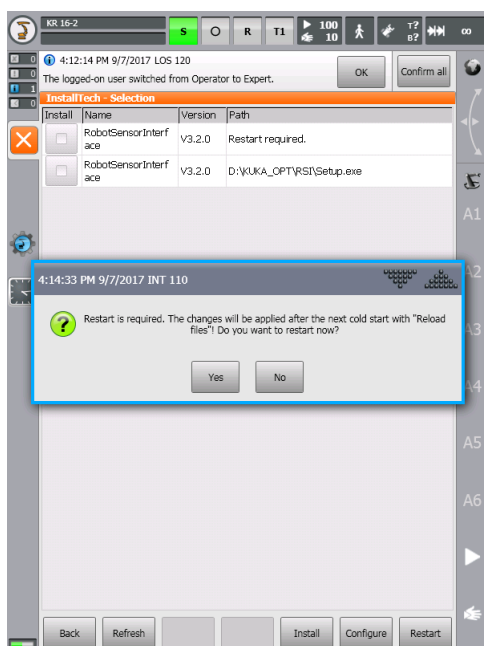 KR 16-2
S
O
R
T1
100
10
T?
B?
∞
0
0
1
0
4:12:14 PM 9/7/2017 LOS 120
The logged-on user switched from Operator to Expert.
OK
Confirm all
InstallTech - Selection
Install Name Version Path
RobotSensorInterf
ace
V3.2.0
Restart required.
RobotSensorInterf
ace
V3.2.0
D:\KUKA_OPT\RSI\Setup.exe
4:14:33 PM 9/7/2017 INT 110
Restart is required. The changes will be applied after the next cold start with "Reload
files"! Do you want to restart now?
Yes
No
A1
A2
A3
A4
A5
A6
Back
Refresh
Install
Configure
Restart